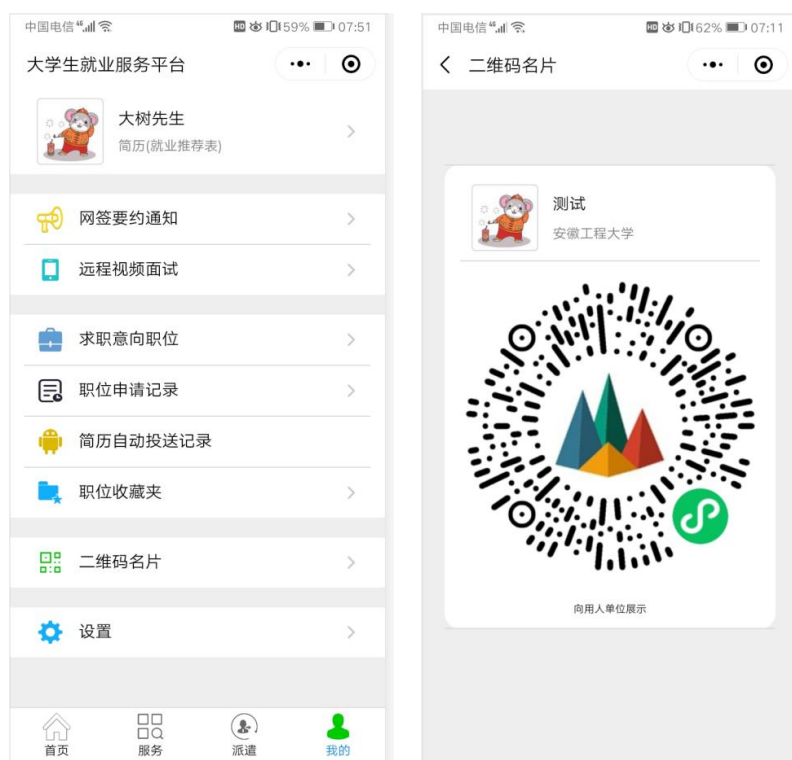 中国电信 46 HD 59% 07:51
大学生就业服务平台
大树先生
简历(就业推荐表)
网签要约通知
远程视频面试
求职意向职位
职位申请记录
简历自动投送记录
职位收藏夹
二维码名片
设置
首页 服务 派遣 我的
中国电信 46 HD 62% 07:11
二维码名片
测试
安徽工程大学
向用人单位展示